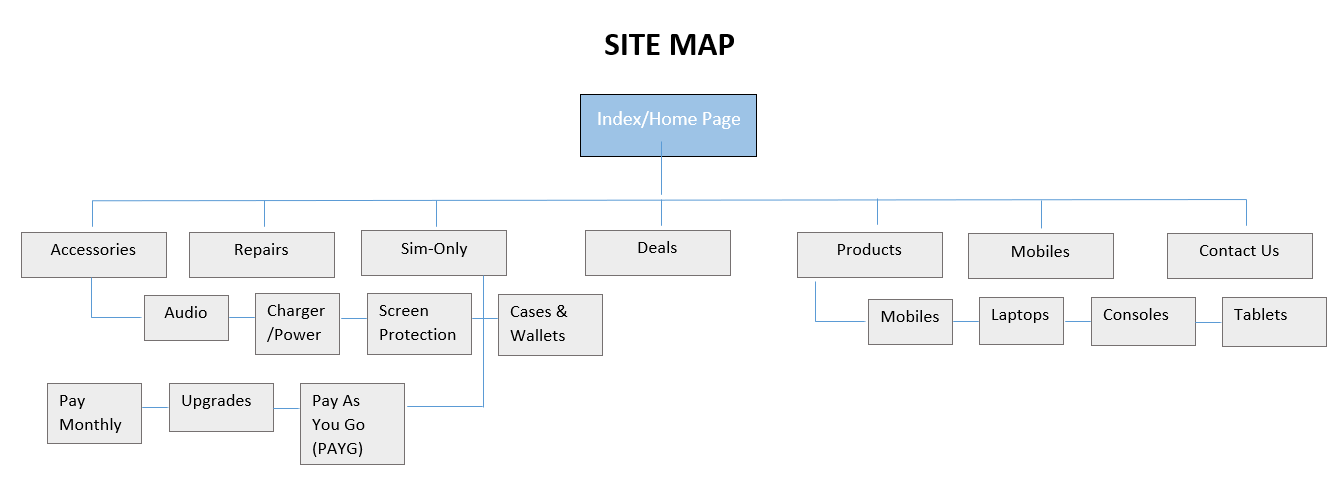 SITE MAP
Index/Home Page
Accessories
Repairs
Sim-Only
Deals
Products
Mobiles
Contact Us
Audio
Charger
/Power
Screen
Protection
Cases &
Wallets
Mobiles
Laptops
Consoles
Tablets
Pay
Monthly
Upgrades
Pay As
You Go
(PAYG)